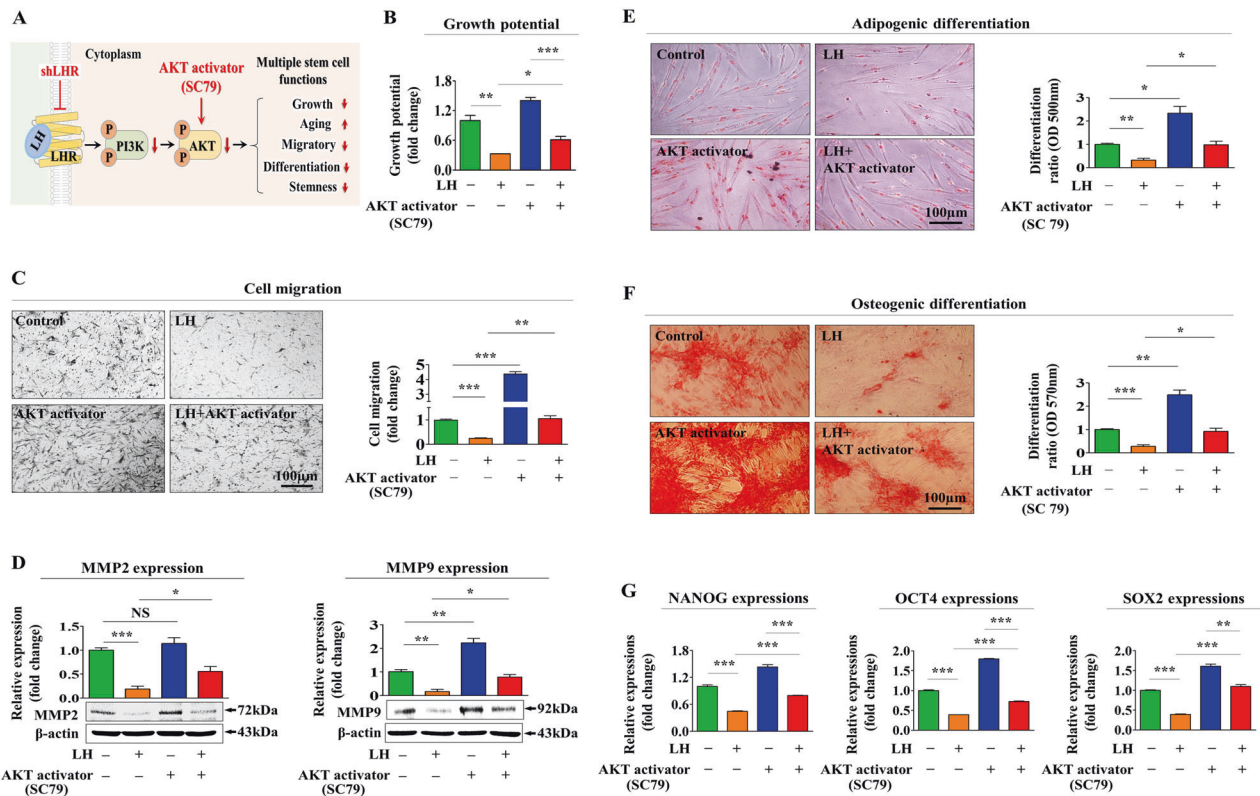 A
Cytoplasm
shLHR
AKT activator
(SC79)
Multiple stem cell
functions
LH
LHR
P
P
PI3K
P
P
AKT
Growth
Aging
Migratory
Differentiation
Stemness
B
Growth potential
Growth potential
(fold change)
1.8
1.2
0.6
0.0
**
*
***
LH
− + − +
AKT activator
(SC79)
− − + +
C
Cell migration
Control
LH
AKT activator
LH+AKT activator
100µm
Cell migration
(fold change)
5
4
2
1
0
***
***
**
LH
− + − +
AKT activator
(SC79)
− − + +
D
MMP2 expression
Relative expression
(fold change)
1.5
1.0
0.5
0.0
***
NS
*
MMP2
72kDa
β-actin
43kDa
LH
− + − +
AKT activator
(SC79)
− − + +
MMP9 expression
Relative expression
(fold change)
3
2
1
0
**
**
*
MMP9
92kDa
β-actin
43kDa
LH
− + − +
AKT activator
(SC79)
− − + +
E
Adipogenic differentiation
Control
LH
AKT activator
LH+
AKT activator
100µm
Differentiation
ratio (OD 500nm)
3
2
1
0
**
*
*
LH
− + − +
AKT activator
(SC 79)
− − + +
F
Osteogenic differentiation
Control
LH
AKT activator
LH+
AKT activator
100µm
Differentiation
ratio (OD 570nm)
3
2
1
0
***
**
*
LH
− + − +
AKT activator
(SC 79)
− − + +
G
NANOG expressions
Relative expressions
(fold change)
1.8
1.2
0.6
0.0
***
***
***
LH
− + − +
AKT activator
(SC79)
− − + +
OCT4 expressions
Relative expressions
(fold change)
2.0
1.5
1.0
0.5
0.0
***
***
***
LH
− + − +
AKT activator
(SC79)
− − + +
SOX2 expressions
Relative expressions
(fold change)
2.0
1.5
1.0
0.5
0.0
***
***
**
LH
− + − +
AKT activator
(SC79)
− − + +